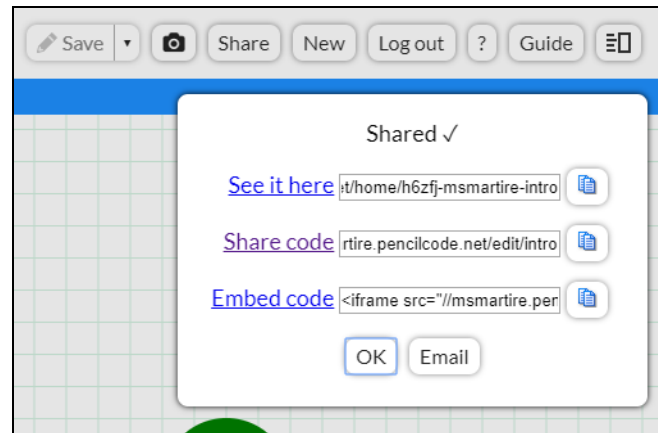 Save Share New Log out ? Guide
Shared ✓
See it here et/home/h6zfj-msmartire-intro
Share code rtire.pencilcode.net/edit/intro
Embed code <iframe src="//msmartire.per
OK Email